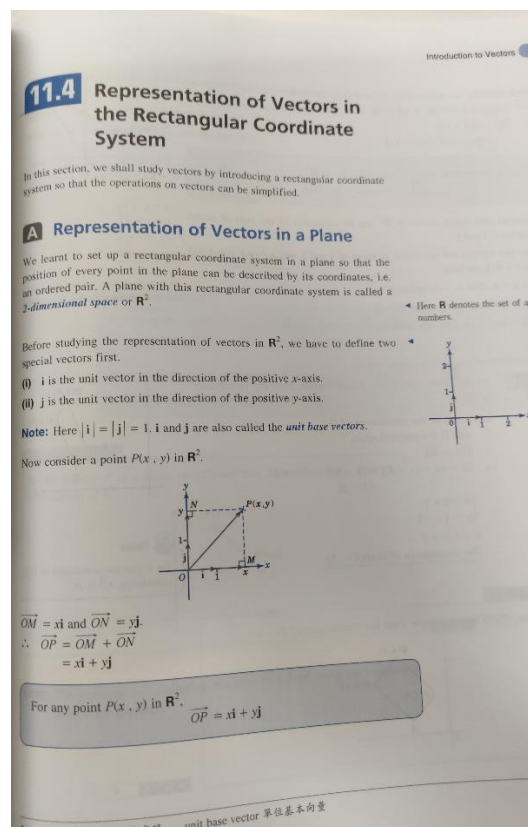 Introduction to Vectors
11.4 Representation of Vectors in
the Rectangular Coordinate
System
In this section, we shall study vectors by introducing a rectangular coordinate
system so that the operations on vectors can be simplified.
A Representation of Vectors in a Plane
We learnt to set up a rectangular coordinate system in a plane so that the
position of every point in the plane can be described by its coordinates, i.e.
an ordered pair. A plane with this rectangular coordinate system is called a
2-dimensional space or R².
◄ Here R denotes the set of
numbers.
Before studying the representation of vectors in R², we have to define two
special vectors first.
(i) i is the unit vector in the direction of the positive x-axis.
(ii) j is the unit vector in the direction of the positive y-axis.
y
2
1
j
0 i 1 2
Note: Here |i| = |j| = 1. i and j are also called the unit base vectors.
Now consider a point P(x , y) in R².
y
y N P(x,y)
1
j
M x
O i 1 x
OM = xi and ON = yj.
∴ OP = OM + ON
= xi + yj
For any point P(x , y) in R²,
OP = xi + yj
unit base vector 單位基本向量